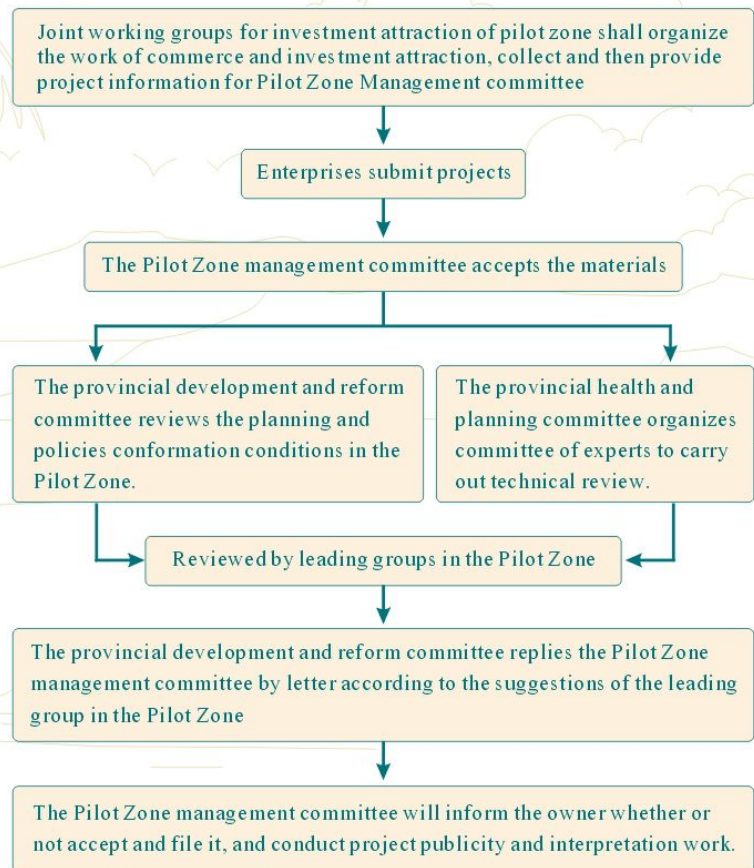 Joint working groups for investment attraction of pilot zone shall organize
the work of commerce and investment attraction, collect and then provide
project information for Pilot Zone Management committee
Enterprises submit projects
The Pilot Zone management committee accepts the materials
The provincial development and reform
committee reviews the planning and
policies conformation conditions in the
Pilot Zone.
The provincial health and
planning committee organizes
committee of experts to carry
out technical review.
Reviewed by leading groups in the Pilot Zone
The provincial development and reform committee replies the Pilot Zone
management committee by letter according to the suggestions of the leading
group in the Pilot Zone
The Pilot Zone management committee will inform the owner whether or
not accept and file it, and conduct project publicity and interpretation work.